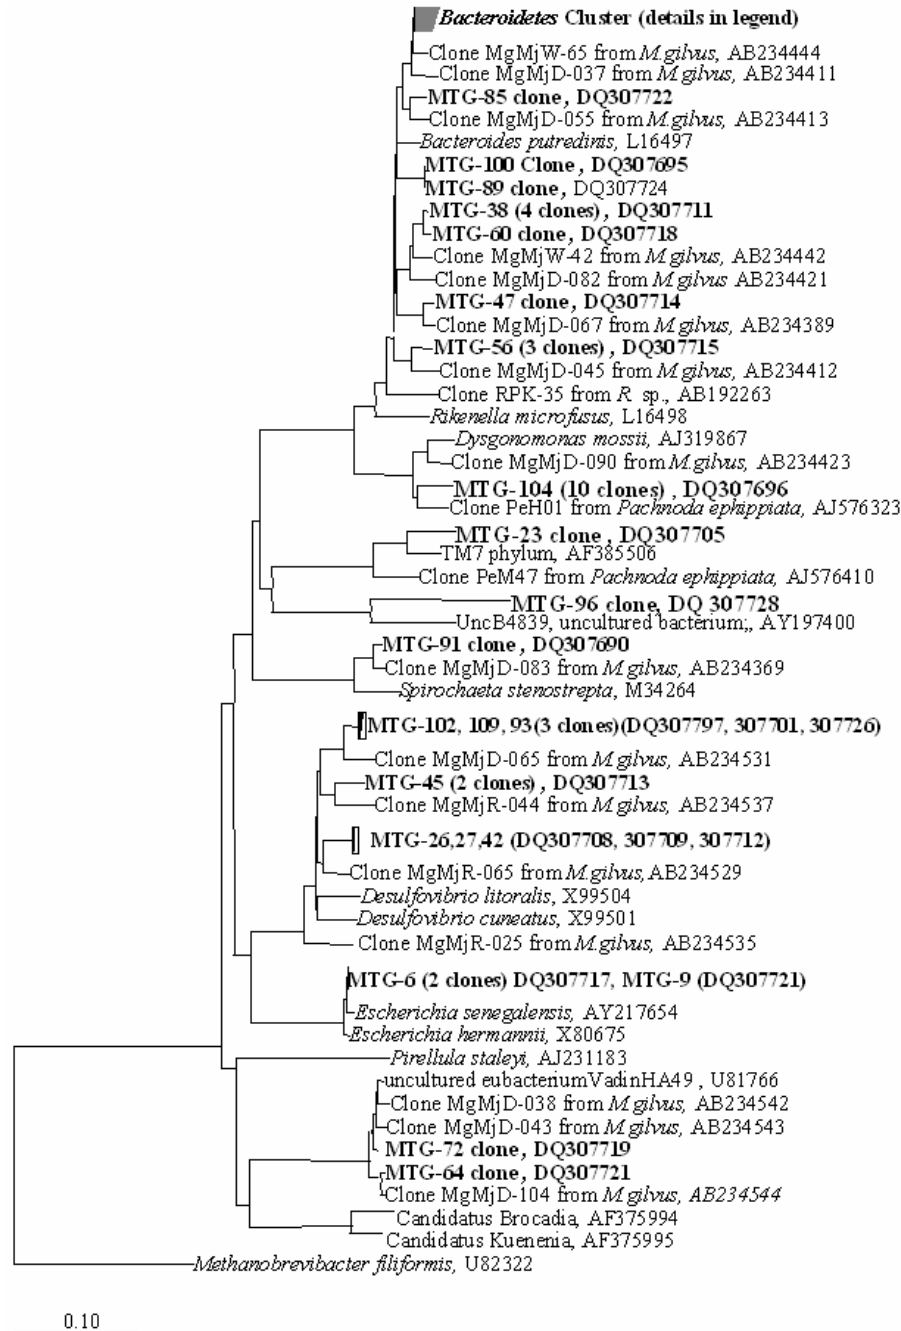 Bacteroidetes Cluster (details in legend)
Clone MgMjW-65 from M.gilvus, AB234444
Clone MgMjD-037 from M.gilvus, AB234411
MTG-85 clone, DQ307722
Clone MgMjD-055 from M.gilvus, AB234413
Bacteroides putredinis, L16497
MTG-100 Clone, DQ307695
MTG-89 clone, DQ307724
MTG-38 (4 clones), DQ307711
MTG-60 clone, DQ307718
Clone MgMjW-42 from M.gilvus, AB234442
Clone MgMjD-082 from M.gilvus AB234421
MTG-47 clone, DQ307714
Clone MgMjD-067 from M.gilvus, AB234389
MTG-56 (3 clones), DQ307715
Clone MgMjD-045 from M.gilvus, AB234412
Clone RPK-35 from R sp., AB192263
Rikenella microfusus, L16498
Dysgonomonas mossii, AJ319867
Clone MgMjD-090 from M.gilvus, AB234423
MTG-104 (10 clones) , DQ307696
Clone PeH01 from Pachnoda ephippiata, AJ576323
MTG-23 clone, DQ307705
TM7 phylum, AF385506
Clone PeM47 from Pachnoda ephippiata, AJ576410
MTG-96 clone, DQ 307728
UncB4839, uncultured bacterium;, AY197400
MTG-91 clone, DQ307690
Clone MgMjD-083 from M.gilvus, AB234369
Spirochaeta stenostrepta, M34264
MTG-102, 109, 93(3 clones)(DQ307797, 307701, 307726)
Clone MgMjD-065 from M.gilvus, AB234531
MTG-45 (2 clones), DQ307713
Clone MgMjR-044 from M.gilvus, AB234537
MTG-26,27,42 (DQ307708, 307709, 307712)
Clone MgMjR-065 from M.gilvus,AB234529
Desulfovibrio litoralis, X99504
Desulfovibrio cuneatus, X99501
Clone MgMjR-025 from M.gilvus, AB234535
MTG-6 (2 clones) DQ307717, MTG-9 (DQ307721)
Escherichia senegalensis, AY217654
Escherichia hermannii, X80675
Pirellula staleyi, AJ231183
uncultured eubacteriumVadinHA49 , U81766
Clone MgMjD-038 from M.gilvus, AB234542
Clone MgMjD-043 from M.gilvus, AB234543
MTG-72 clone, DQ307719
MTG-64 clone, DQ307721
Clone MgMjD-104 from M.gilvus, AB234544
Candidatus Brocadia, AF375994
Candidatus Kuenenia, AF375995
Methanobrevibacter filiformis, U82322
0.10